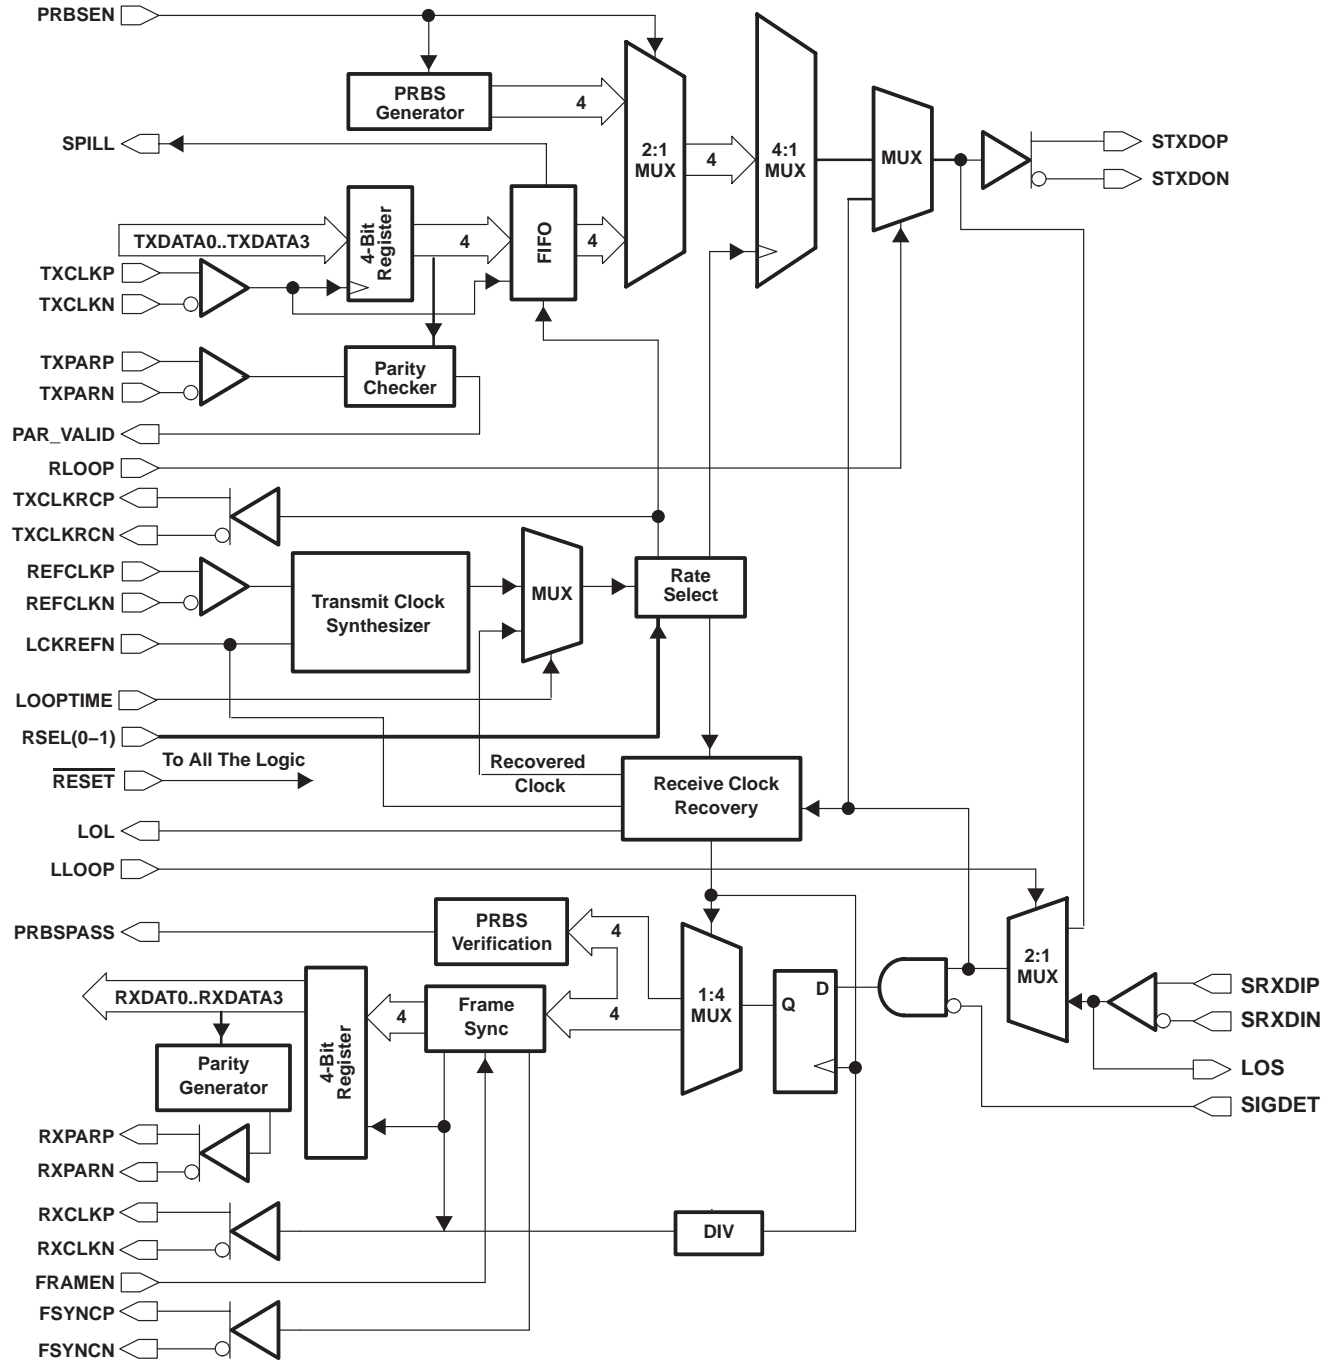 PRBSEN
PRBS
Generator
4
SPILL
2:1
MUX
4
4:1
MUX
MUX
STXDOP
STXDON
TXDATA0..TXDATA3
4-Bit
Register
4
FIFO
4
TXCLKP
TXCLKN
TXPARP
TXPARN
Parity
Checker
PAR_VALID
RLOOP
TXCLKRCP
TXCLKRCN
REFCLKP
REFCLKN
Transmit Clock
Synthesizer
MUX
Rate
Select
LCKREFN
LOOPTIME
RSEL(0–1)
RESET
To All The Logic
Recovered
Clock
Receive Clock
Recovery
LOL
LLOOP
PRBSPASS
PRBS
Verification
4
2:1
MUX
RXDAT0..RXDATA3
4-Bit
Register
4
Frame
Sync
4
1:4
MUX
Q
D
SRXDIP
SRXDIN
LOS
SIGDET
Parity
Generator
RXPARP
RXPARN
RXCLKP
RXCLKN
DIV
FRAMEN
FSYNCP
FSYNCN